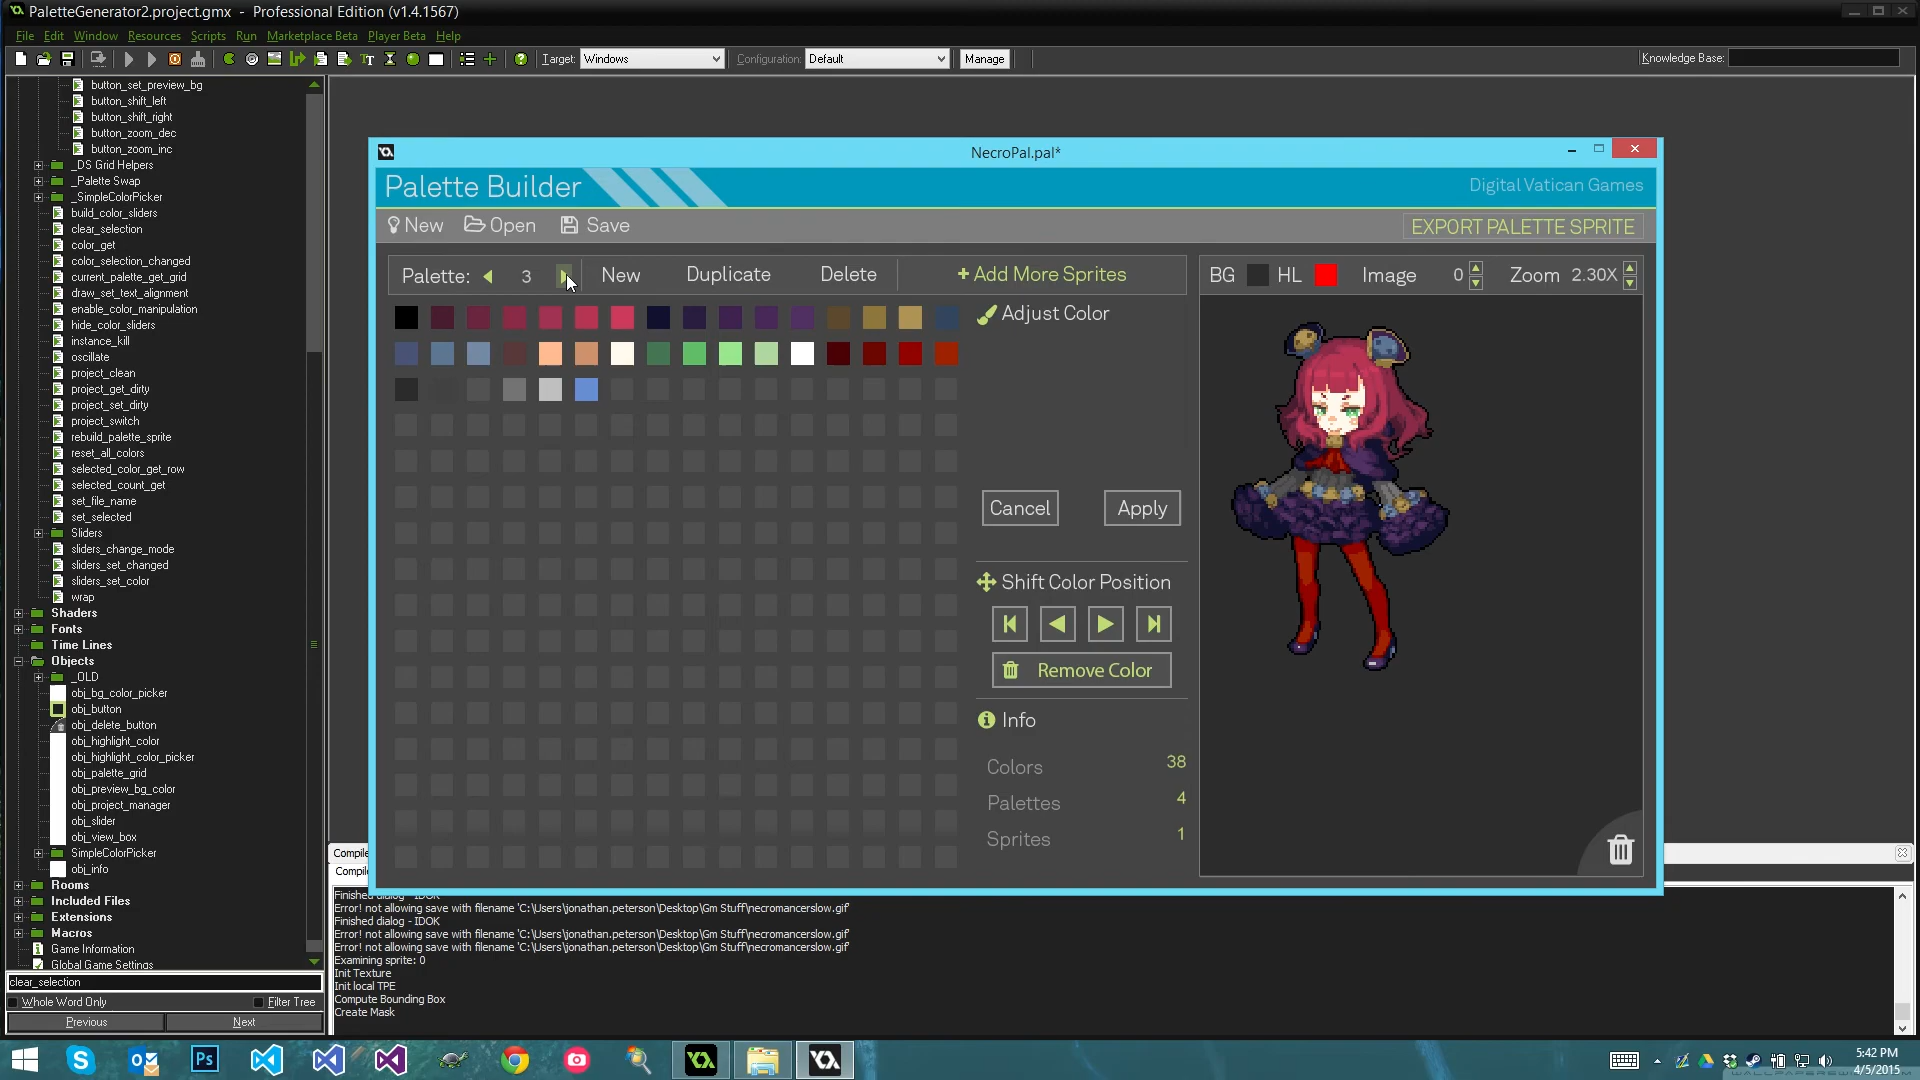 PaletteGenerator2.project.gmx - Professional Edition (v1.4.1567)
File Edit Window Resources Scripts Run Marketplace Beta Player Beta Help
Target: Windows Configuration: Default Manage Knowledge Base:
button_set_preview_bg
button_shift_left
button_shift_right
button_zoom_dec
button_zoom_inc
_DS Grid Helpers
_Palette Swap
_SimpleColorPicker
build_color_sliders
clear_selection
color_get
color_selection_changed
current_palette_get_grid
draw_set_text_alignment
enable_color_manipulation
hide_color_sliders
instance_kill
oscillate
project_clean
project_get_dirty
project_set_dirty
project_switch
rebuild_palette_sprite
reset_all_colors
selected_color_get_row
selected_count_get
set_file_name
set_selected
Sliders
sliders_change_mode
sliders_set_changed
sliders_set_color
wrap
Shaders
Fonts
Time Lines
Objects
_OLD
obj_bg_color_picker
obj_button
obj_delete_button
obj_highlight_color
obj_highlight_color_picker
obj_palette_grid
obj_preview_bg_color
obj_project_manager
obj_slider
obj_view_box
SimpleColorPicker
obj_info
Rooms
Included Files
Extensions
Macros
Game Information
Global Game Settings
clear_selection
Whole Word Only Filter Tree
Previous Next
NecroPal.pal*
Palette Builder
Digital Vatican Games
New Open Save
EXPORT PALETTE SPRITE
Palette: 3 New Duplicate Delete + Add More Sprites
BG HL Image 0 Zoom 2.30X
Adjust Color
Cancel Apply
Shift Color Position
Remove Color
Info
Colors 38
Palettes 4
Sprites 1
Compile
Compile
Finished dialog - IDOK
Error! not allowing save with filename 'C:\Users\jonathan.peterson\Desktop\Gm Stuff\necromancerslow.gif'
Finished dialog - IDOK
Error! not allowing save with filename 'C:\Users\jonathan.peterson\Desktop\Gm Stuff\necromancerslow.gif'
Error! not allowing save with filename 'C:\Users\jonathan.peterson\Desktop\Gm Stuff\necromancerslow.gif'
Examining sprite: 0
Init Texture
Init local TPE
Compute Bounding Box
Create Mask
Ps
5:42 PM
4/5/2015